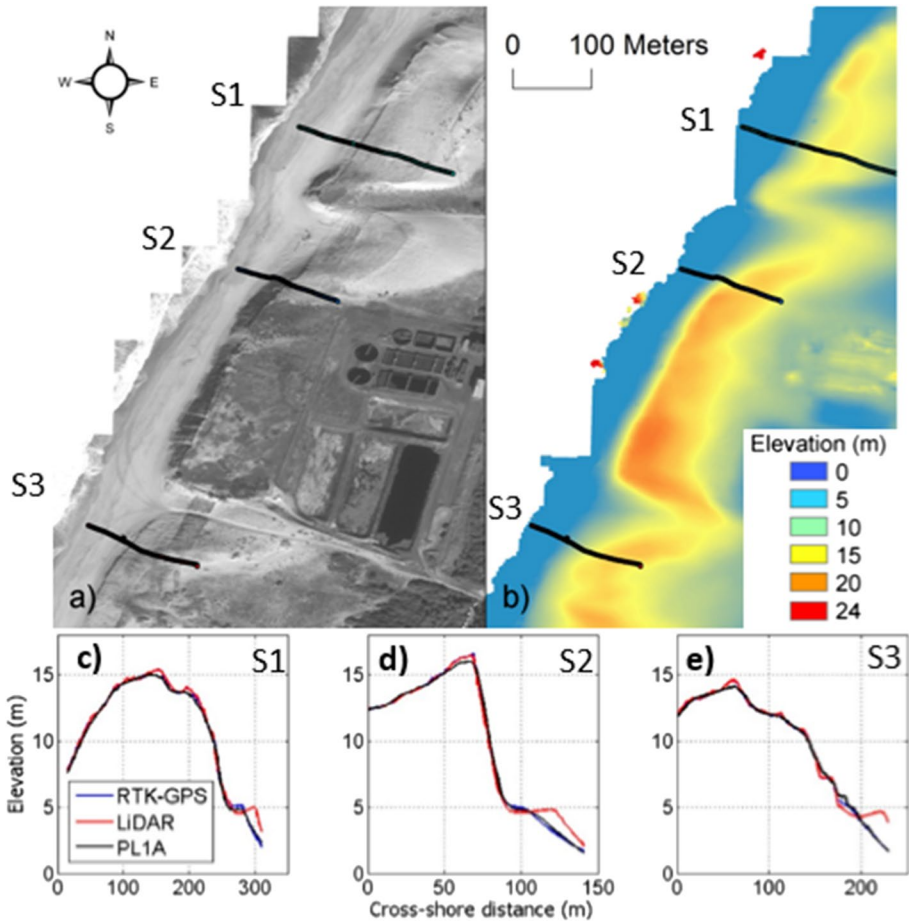 N
W E
S
S1
S2
S3
a)
0 100 Meters
S1
S2
S3
b)
Elevation (m)
0
5
10
15
20
24
c) S1
15
10
5
0
Elevation (m)
RTK-GPS
LiDAR
PL1A
0 100 200 300
d) S2
15
10
5
0
0 50 100 150
Cross-shore distance (m)
e) S3
15
10
5
0
0 100 200